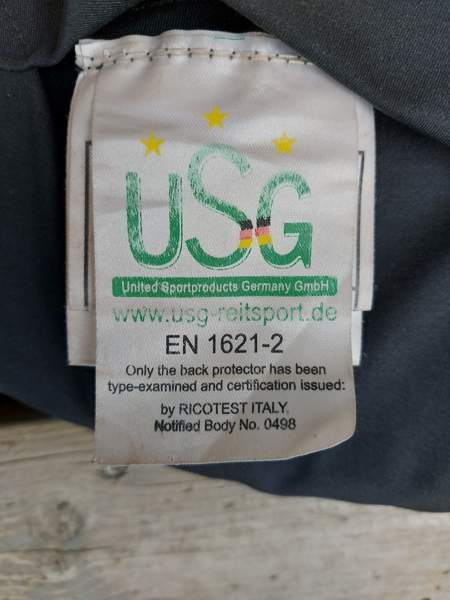 USG
United Sportproducts Germany GmbH
www.usg-reitsport.de
EN 1621-2
Only the back protector has been
type-examined and certification issued:
by RICOTEST ITALY,
Notified Body No. 0498